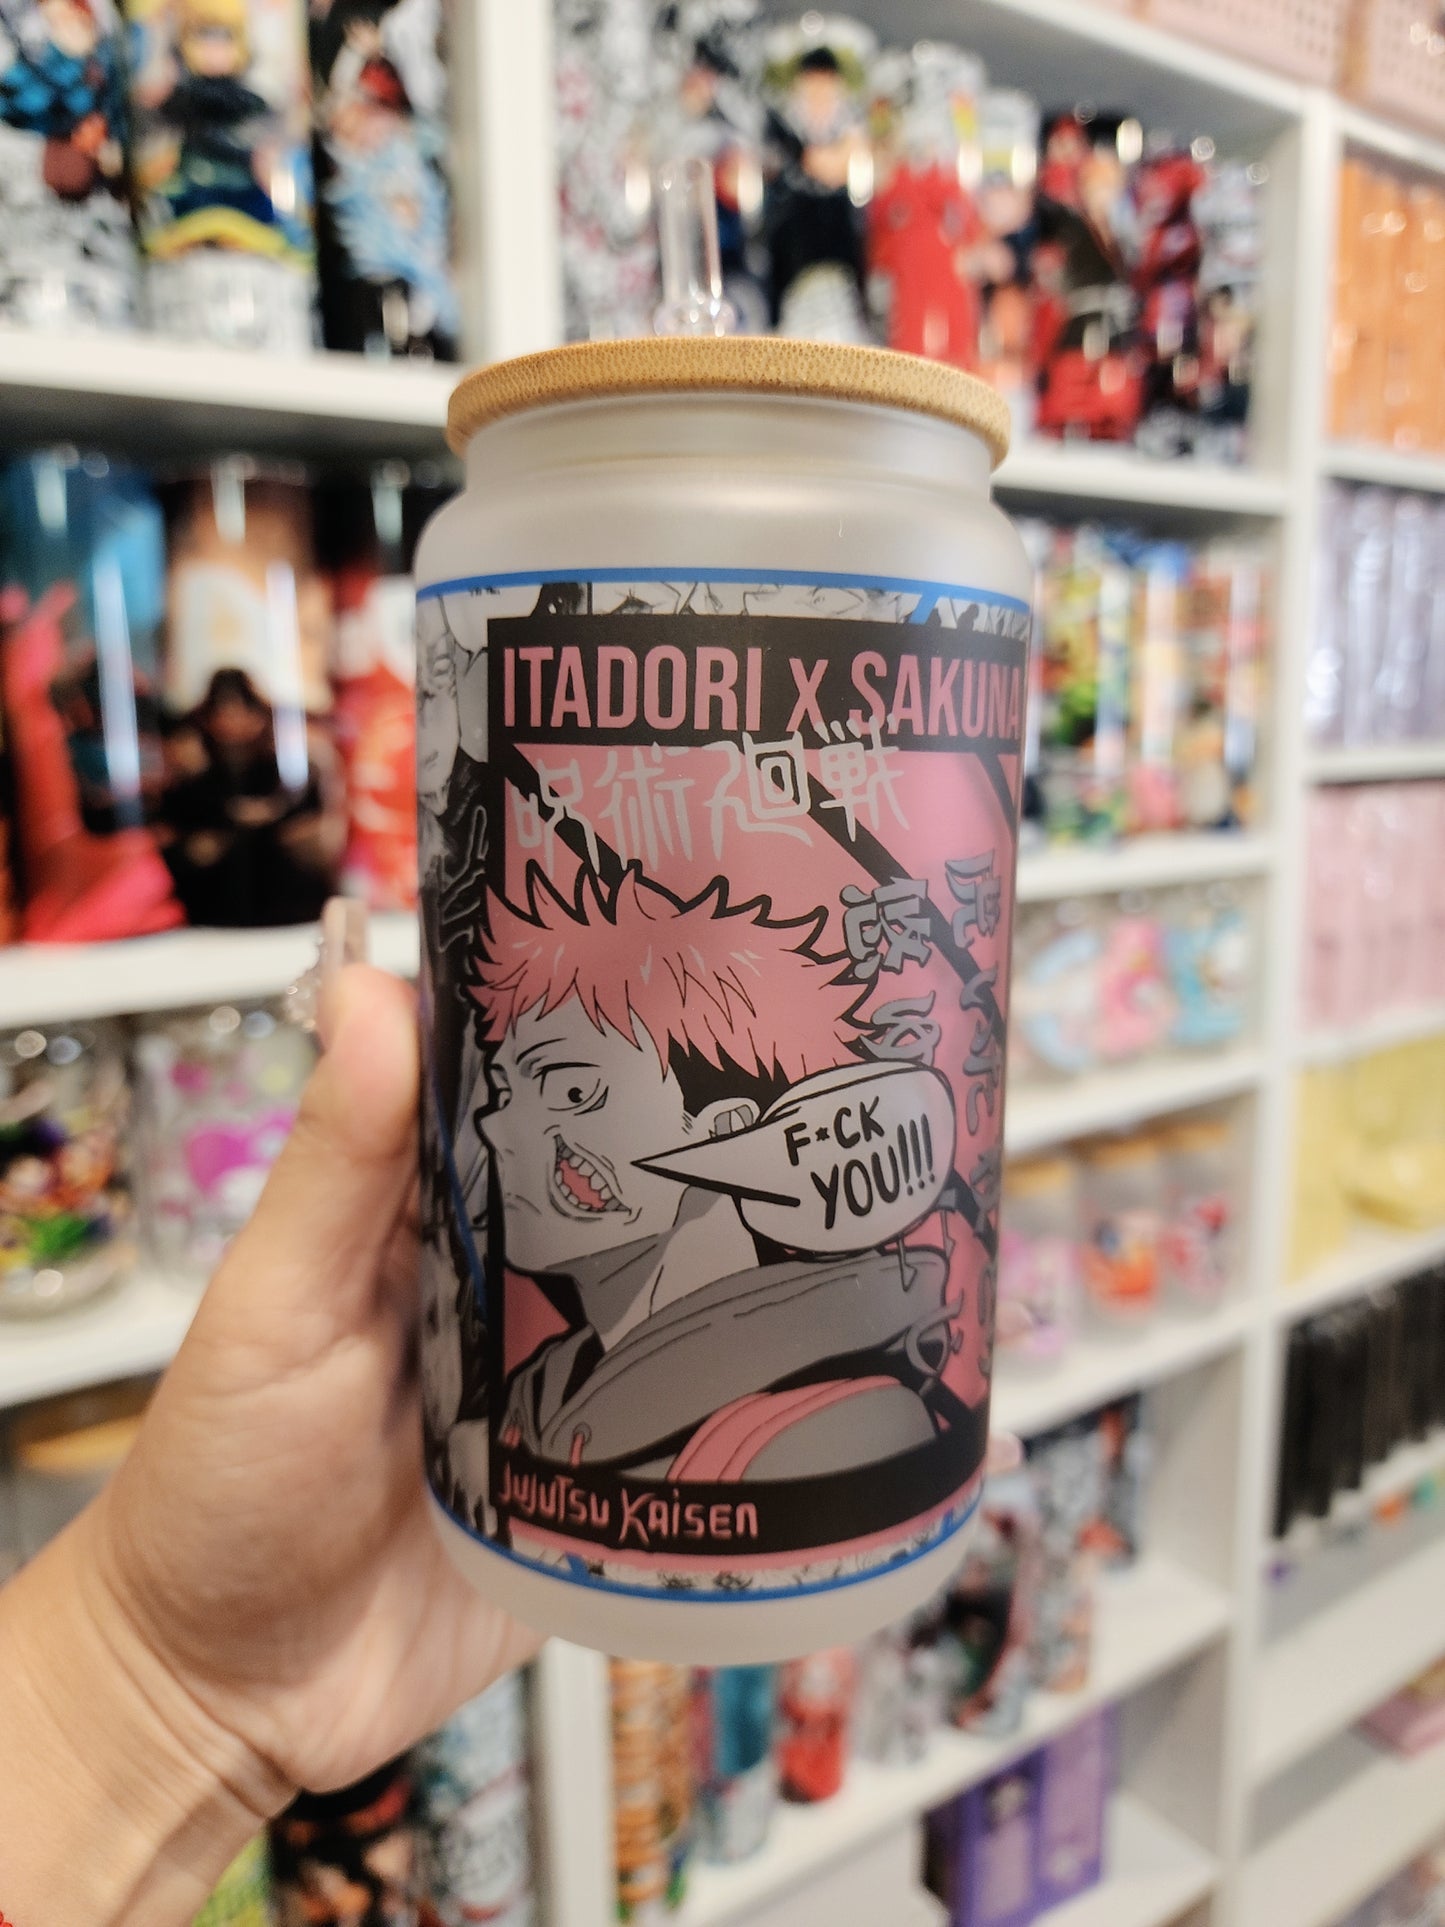 ITADORI x SAKUNA
呪術廻戦
F*CK
YOU!!!
JUJUTSU KAISEN